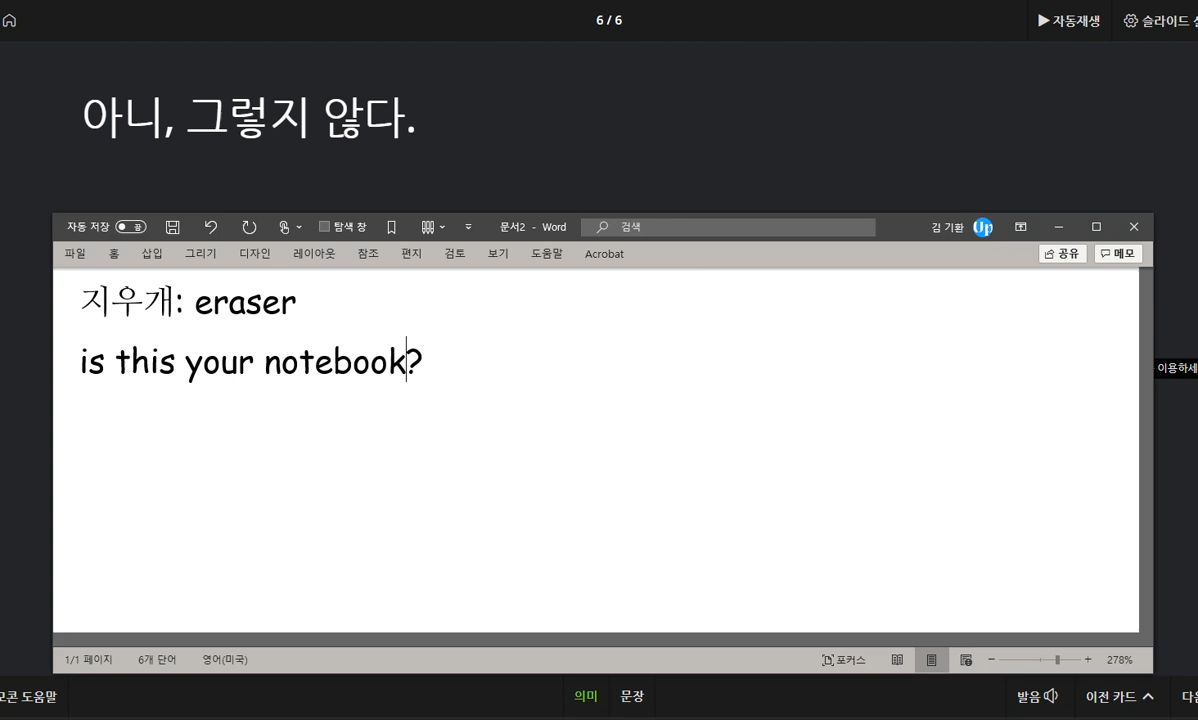 6 / 6
자동재생
슬라이드
아니, 그렇지 않다.
자동 저장 끔
탐색 창
문서2 - Word
검색
김 기환
Up
파일 홈 삽입 그리기 디자인 레이아웃 참조 편지 검토 보기 도움말 Acrobat
공유
메모
지우개: eraser
is this your notebook?
이용하세
1/1 페이지 6개 단어 영어(미국)
포커스
278%
도움말
의미
문장
발음
이전 카드